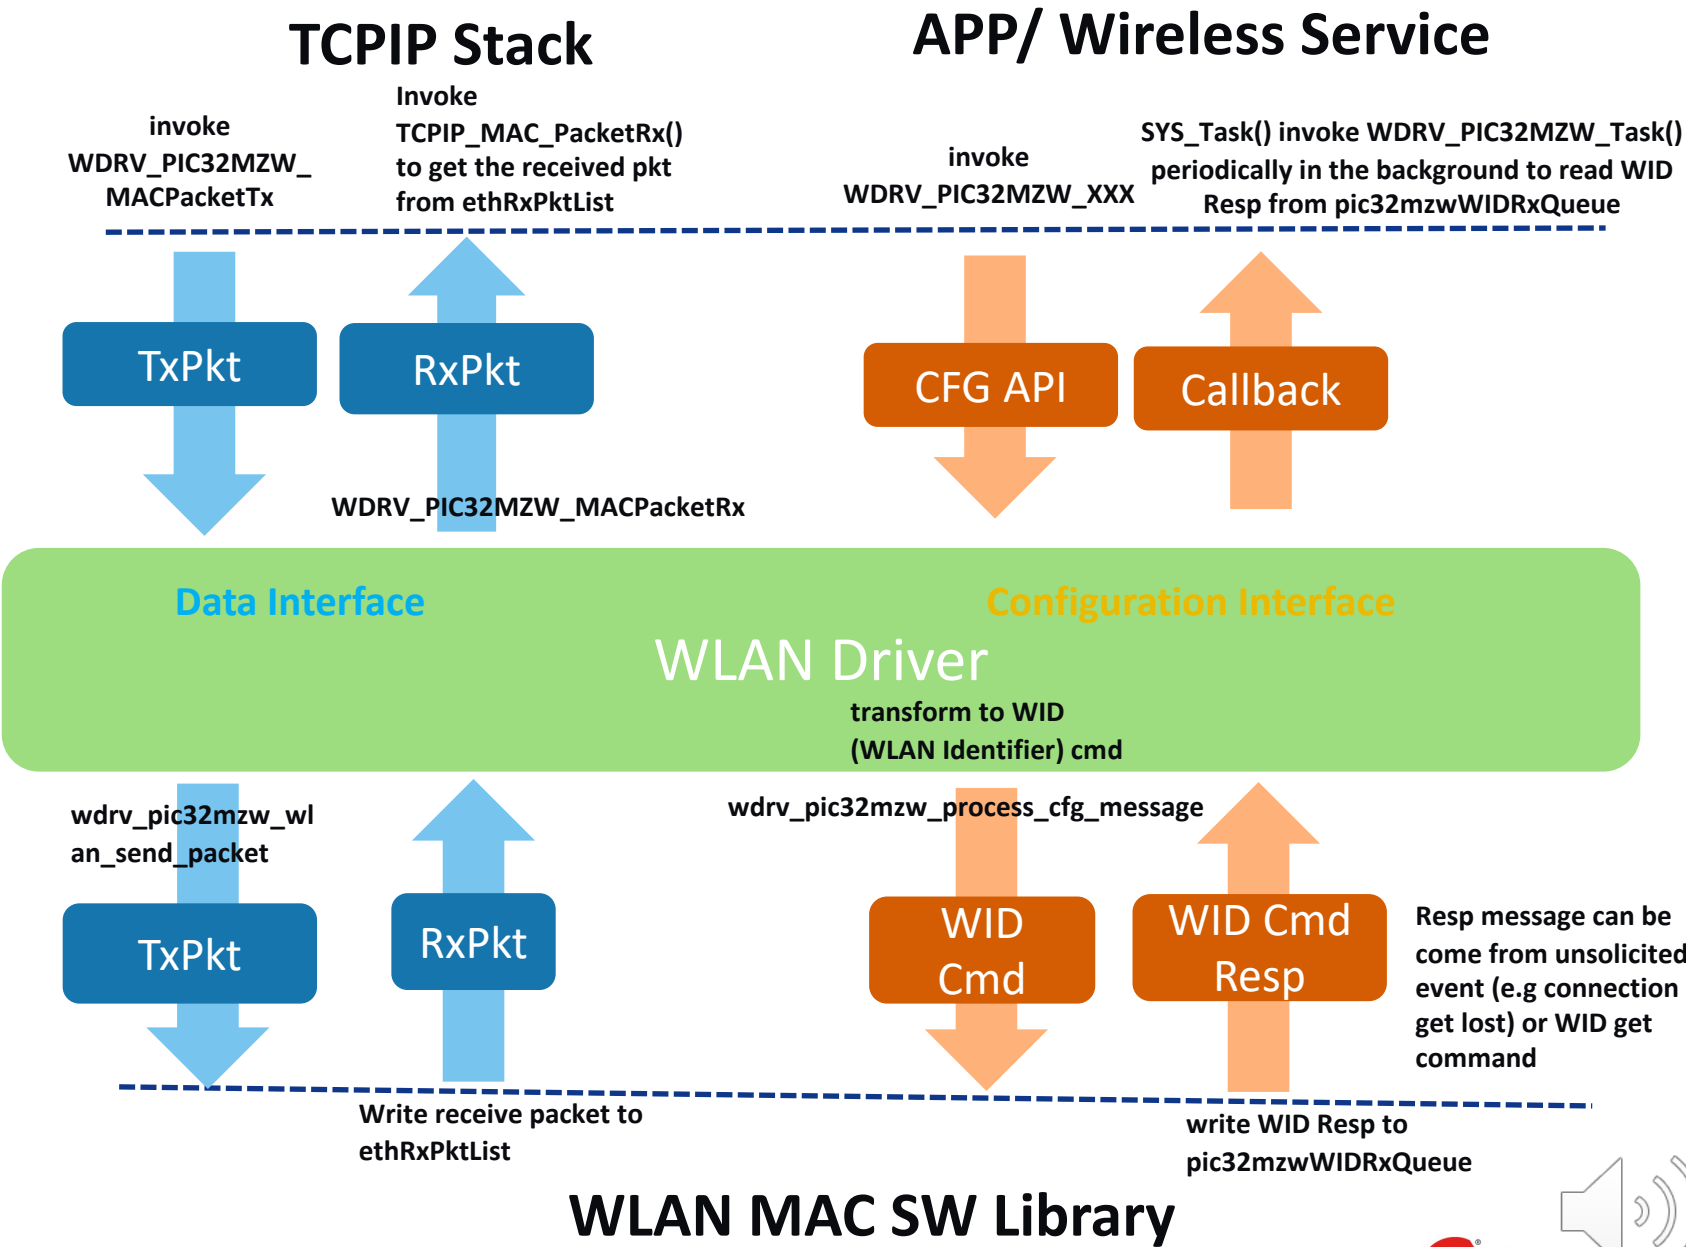 TCPIP Stack
APP/ Wireless Service
invoke
WDRV_PIC32MZW_
MACPacketTx
Invoke
TCPIP_MAC_PacketRx()
to get the received pkt
from ethRxPktList
invoke
WDRV_PIC32MZW_XXX
SYS_Task() invoke WDRV_PIC32MZW_Task()
periodically in the background to read WID
Resp from pic32mzwWIDRxQueue
TxPkt
RxPkt
CFG API
Callback
WDRV_PIC32MZW_MACPacketRx
Data Interface
Configuration Interface
WLAN Driver
transform to WID
(WLAN Identifier) cmd
wdrv_pic32mzw_wl
an_send_packet
wdrv_pic32mzw_process_cfg_message
TxPkt
RxPkt
WID
Cmd
WID Cmd
Resp
Resp message can be
come from unsolicited
event (e.g connection
get lost) or WID get
command
Write receive packet to
ethRxPktList
write WID Resp to
pic32mzwWIDRxQueue
WLAN MAC SW Library
®